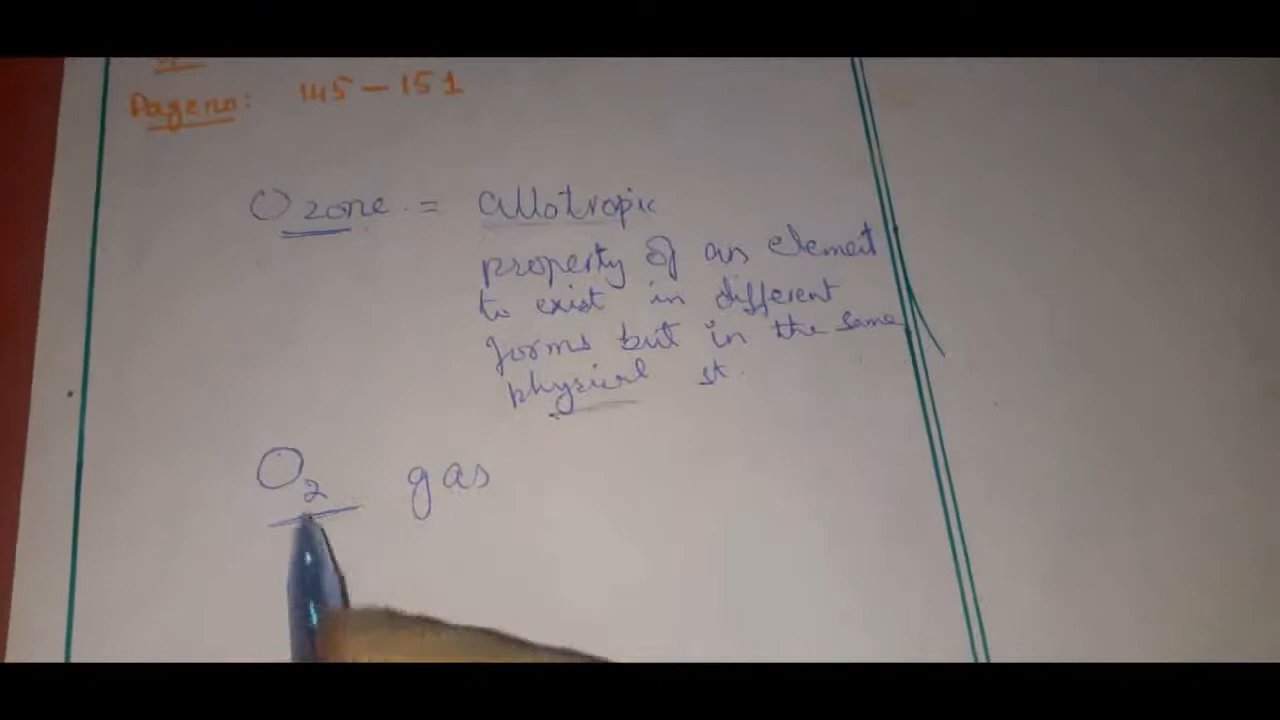 Pageno: 145 - 151
Ozone = allotropic
property of an element
to exist in different
forms but in the same
physical st.
O₂ gas